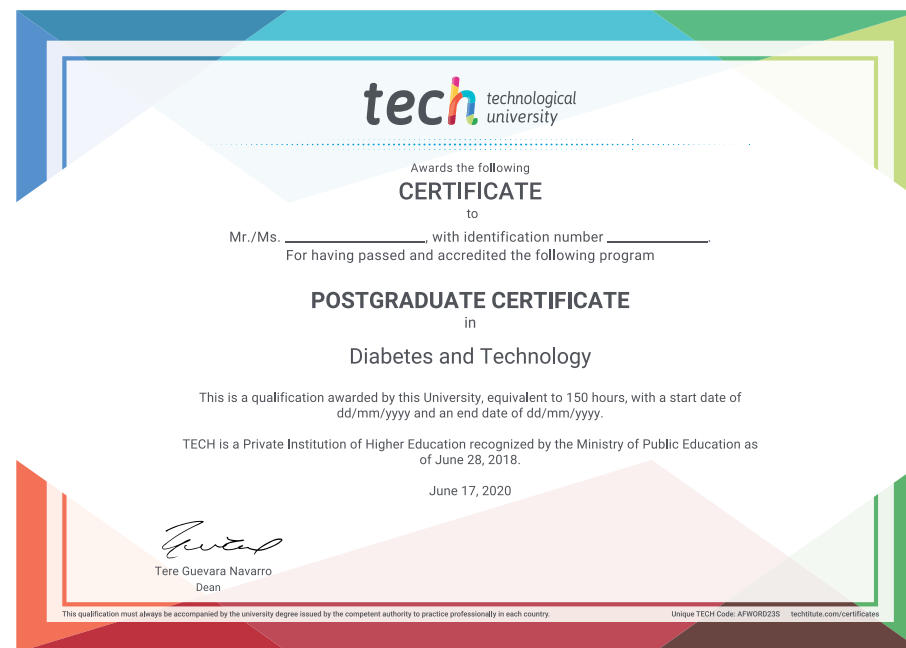 tech technological
university
Awards the following
CERTIFICATE
to
Mr./Ms. ____________________, with identification number ______________.
For having passed and accredited the following program
POSTGRADUATE CERTIFICATE
in
Diabetes and Technology
This is a qualification awarded by this University, equivalent to 150 hours, with a start date of
dd/mm/yyyy and an end date of dd/mm/yyyy.
TECH is a Private Institution of Higher Education recognized by the Ministry of Public Education as
of June 28, 2018.
June 17, 2020
Tere Guevara Navarro
Dean
This qualification must always be accompanied by the university degree issued by the competent authority to practice professionally in each country. Unique TECH Code: AFWORD23S techtitute.com/certificates